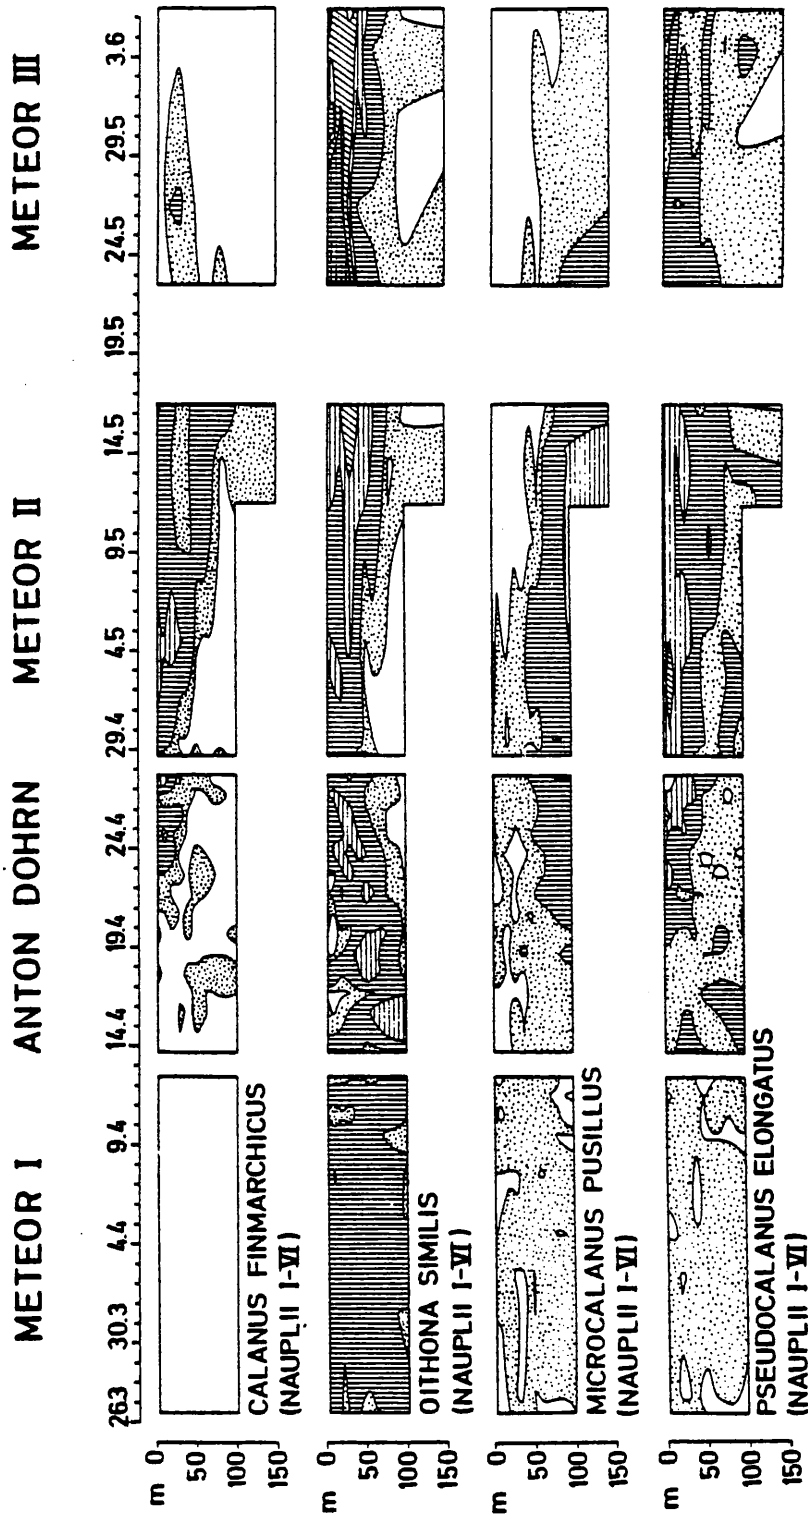 METEOR I ANTON DOHRN METEOR II METEOR III
26.3 30.3 4.4 9.4 14.4 19.4 24.4 29.4 4.5 9.5 14.5 19.5 24.5 29.5 3.6
m
0
50
100
150
CALANUS FINMARCHICUS
(NAUPLII I-VI)
m
0
50
100
150
OITHONA SIMILIS
(NAUPLII I-VI)
m
0
50
100
150
MICROCALANUS PUSILLUS
(NAUPLII I-VI)
m
0
50
100
150
PSEUDOCALANUS ELONGATUS
(NAUPLII I-VI)